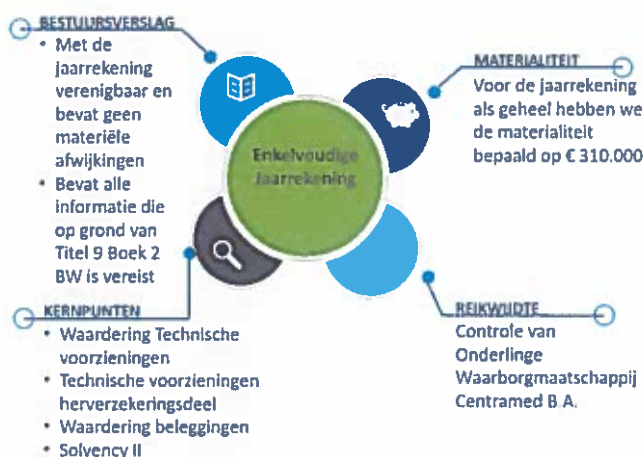 BESTUURSVERSLAG
• Met de
jaarrekening
verenigbaar en
bevat geen
materiële
afwijkingen
• Bevat alle
informatie die
op grond van
Titel 9 Boek 2
BW is vereist
MATERIALITEIT
Voor de jaarrekening
als geheel hebben we
de materialiteit
bepaald op € 310.000
Enkelvoudige
Jaarrekening
KERNPUNTEN
• Waardering Technische
voorzieningen
• Technische voorzieningen
herverzekeringsdeel
• Waardering beleggingen
• Solvency II
REIKWIJDTE
Controle van
Onderlinge
Waarborgmaatschappij
Centramed B.A.